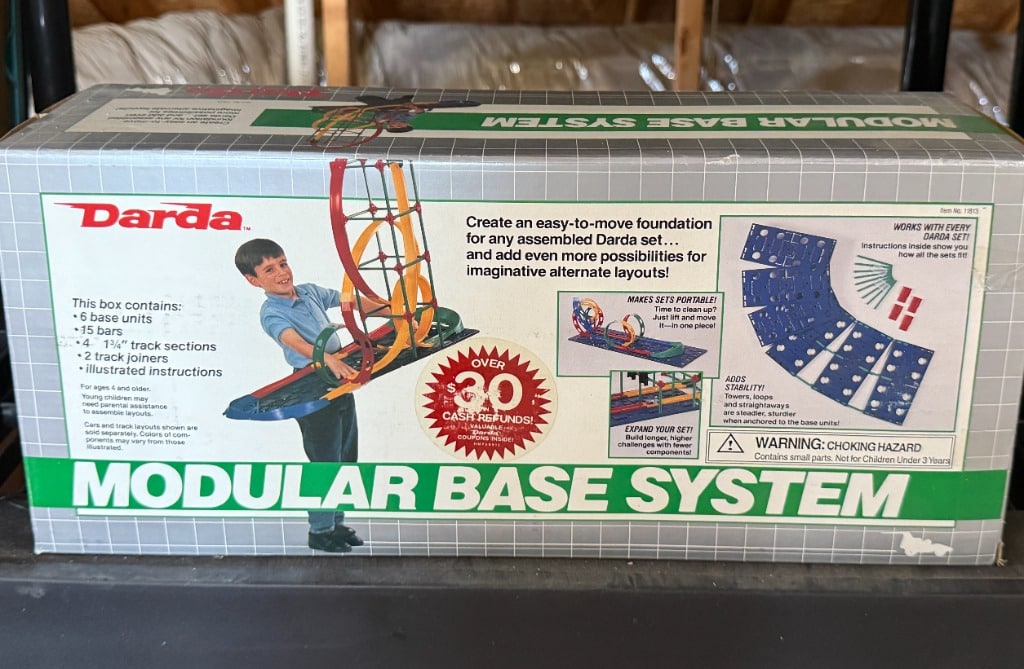 MODULAR BASE SYSTEM
Darda™
Item No. 11813
Create an easy-to-move foundation
for any assembled Darda set...
and add even more possibilities for
imaginative alternate layouts!
WORKS WITH EVERY
DARDA SET!
Instructions inside show you
how all the sets fit!
This box contains:
• 6 base units
• 15 bars
• 4 1¾" track sections
• 2 track joiners
• illustrated instructions
For ages 4 and older.
Young children may
need parental assistance
to assemble layouts.
Cars and track layouts shown are
sold separately. Colors of com-
ponents may vary from those
illustrated.
MAKES SETS PORTABLE!
Time to clean up?
Just lift and move
it—in one piece!
OVER
$30
IN
CASH REFUNDS!
VALUABLE
Darda
COUPONS INSIDE!
EXPAND YOUR SET!
Build longer, higher
challenges with fewer
components!
ADDS
STABILITY!
Towers, loops
and straightaways
are steadier, sturdier
when anchored to the base units!
WARNING: CHOKING HAZARD
Contains small parts. Not for Children Under 3 Years
MODULAR BASE SYSTEM